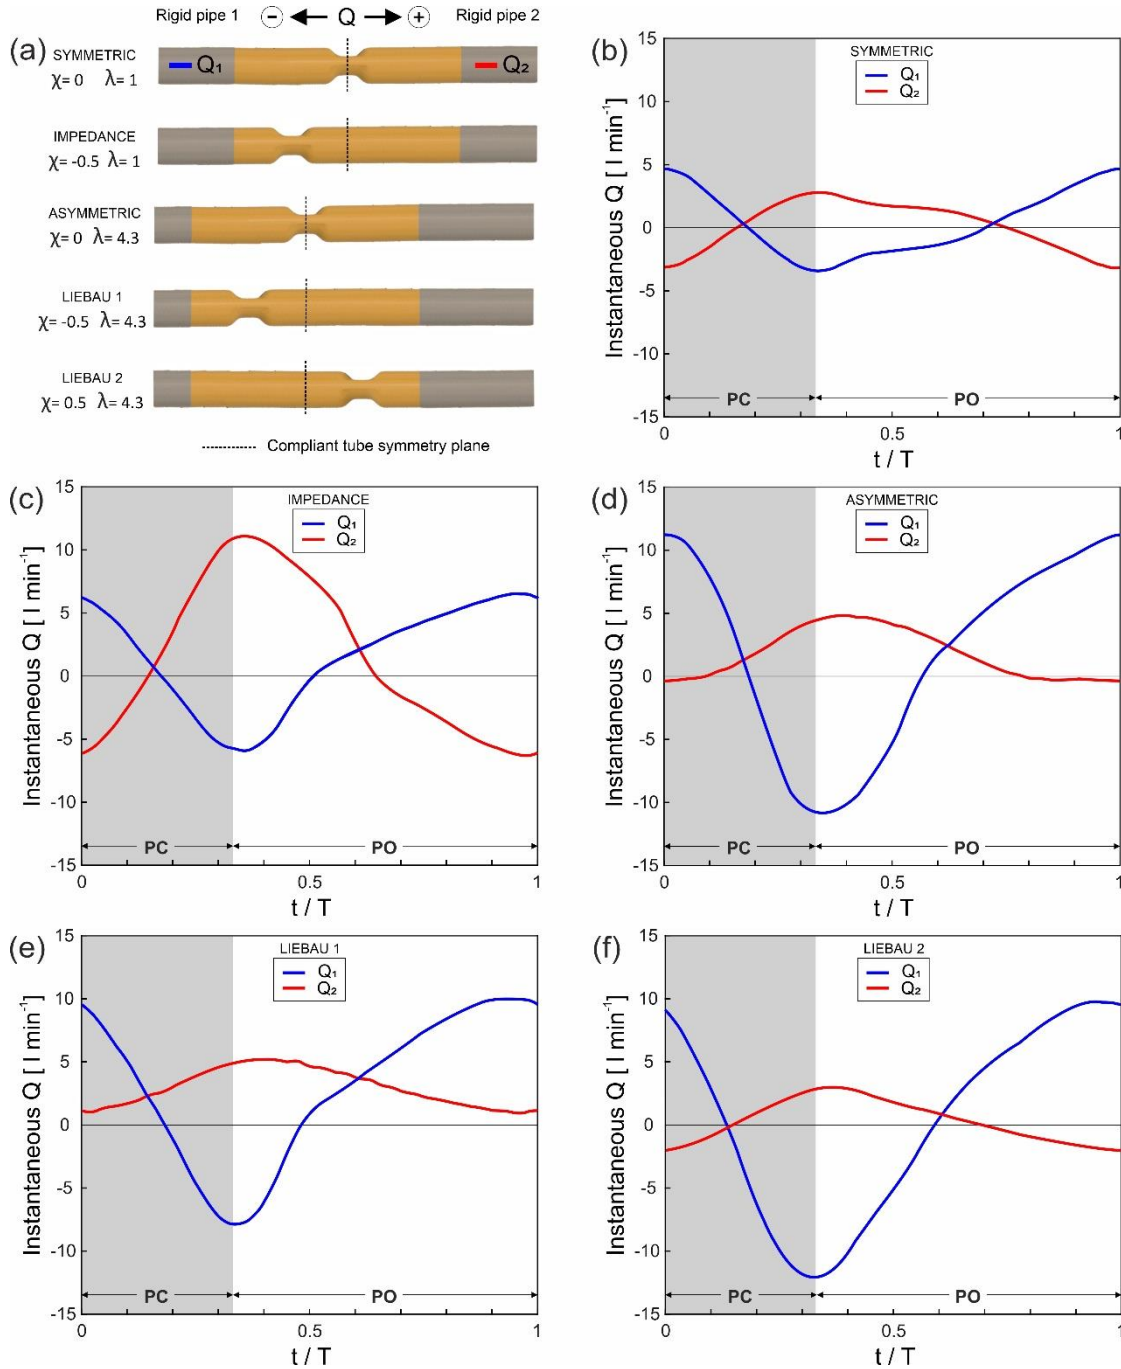 Rigid pipe 1 − Q + Rigid pipe 2
(a)
SYMMETRIC
χ= 0 λ= 1
Q₁ Q₂
IMPEDANCE
χ= -0.5 λ= 1
ASYMMETRIC
χ= 0 λ= 4.3
LIEBAU 1
χ= -0.5 λ= 4.3
LIEBAU 2
χ= 0.5 λ= 4.3
Compliant tube symmetry plane
(b)
SYMMETRIC
Q₁
Q₂
Instantaneous Q [ l min⁻¹]
15
10
5
0
-5
-10
-15
PC PO
0 0.5 1
t / T
(c)
IMPEDANCE
Q₁
Q₂
Instantaneous Q [ l min⁻¹]
15
10
5
0
-5
-10
-15
PC PO
0 0.5 1
t / T
(d)
ASYMMETRIC
Q₁
Q₂
Instantaneous Q [ l min⁻¹]
15
10
5
0
-5
-10
-15
PC PO
0 0.5 1
t / T
(e)
LIEBAU 1
Q₁
Q₂
Instantaneous Q [ l min⁻¹]
15
10
5
0
-5
-10
-15
PC PO
0 0.5 1
t / T
(f)
LIEBAU 2
Q₁
Q₂
Instantaneous Q [ l min⁻¹]
15
10
5
0
-5
-10
-15
PC PO
0 0.5 1
t / T